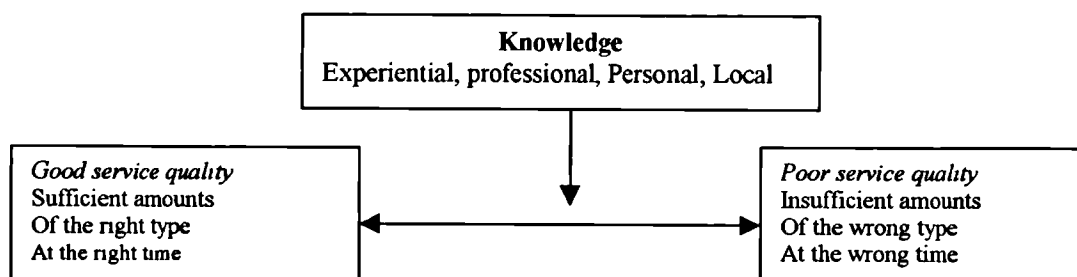 Knowledge
Experiential, professional, Personal, Local
Good service quality
Sufficient amounts
Of the right type
At the right time
Poor service quality
Insufficient amounts
Of the wrong type
At the wrong time